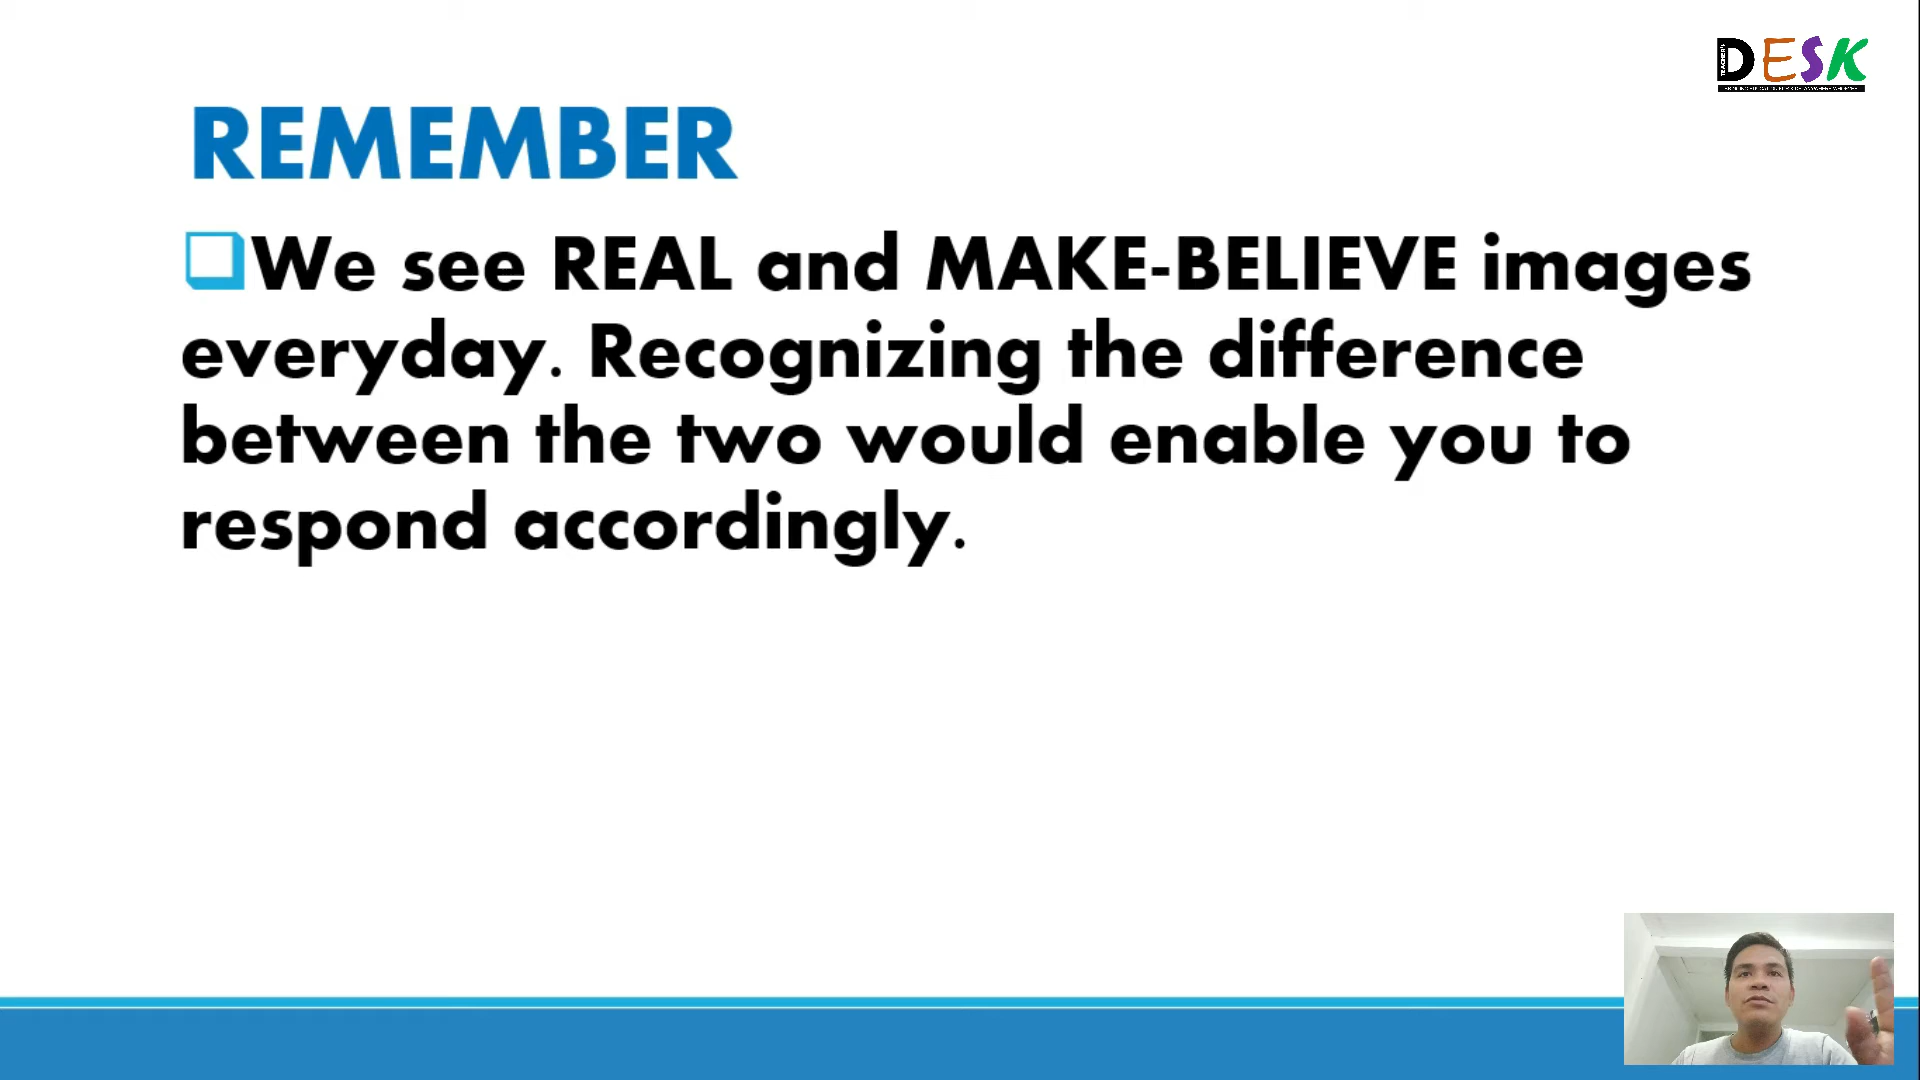 TEACHER'S
DESK
REMEMBER
We see REAL and MAKE-BELIEVE images
everyday. Recognizing the difference
between the two would enable you to
respond accordingly.